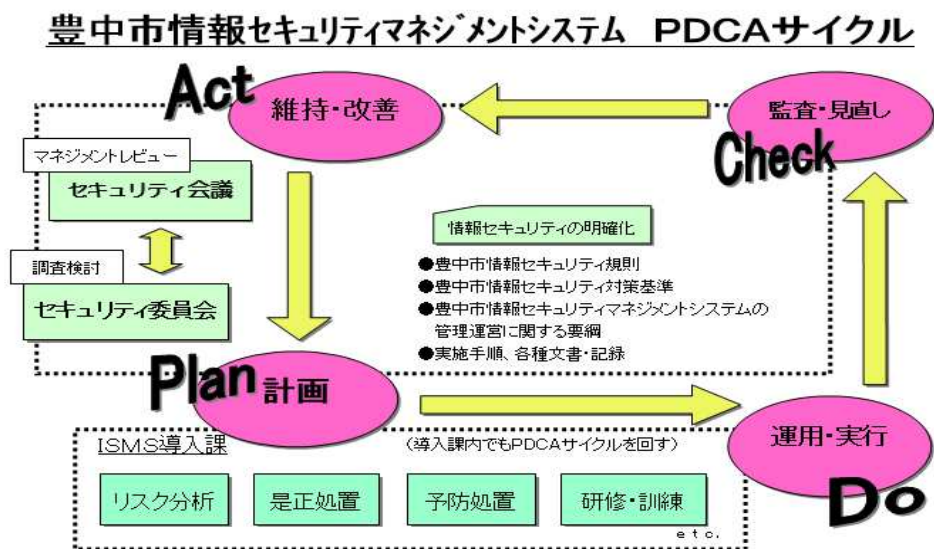 豊中市情報セキュリティマネジメントシステム PDCAサイクル
Act
維持・改善
監査・見直し
Check
マネジメントレビュー
セキュリティ会議
調査検討
セキュリティ委員会
情報セキュリティの明確化
●豊中市情報セキュリティ規則
●豊中市情報セキュリティ対策基準
●豊中市情報セキュリティマネジメントシステムの
管理運営に関する要綱
●実施手順、各種文書・記録
Plan
計画
運用・実行
Do
ISMS導入課
(導入課内でもPDCAサイクルを回す)
リスク分析
是正処置
予防処置
研修・訓練
etc.